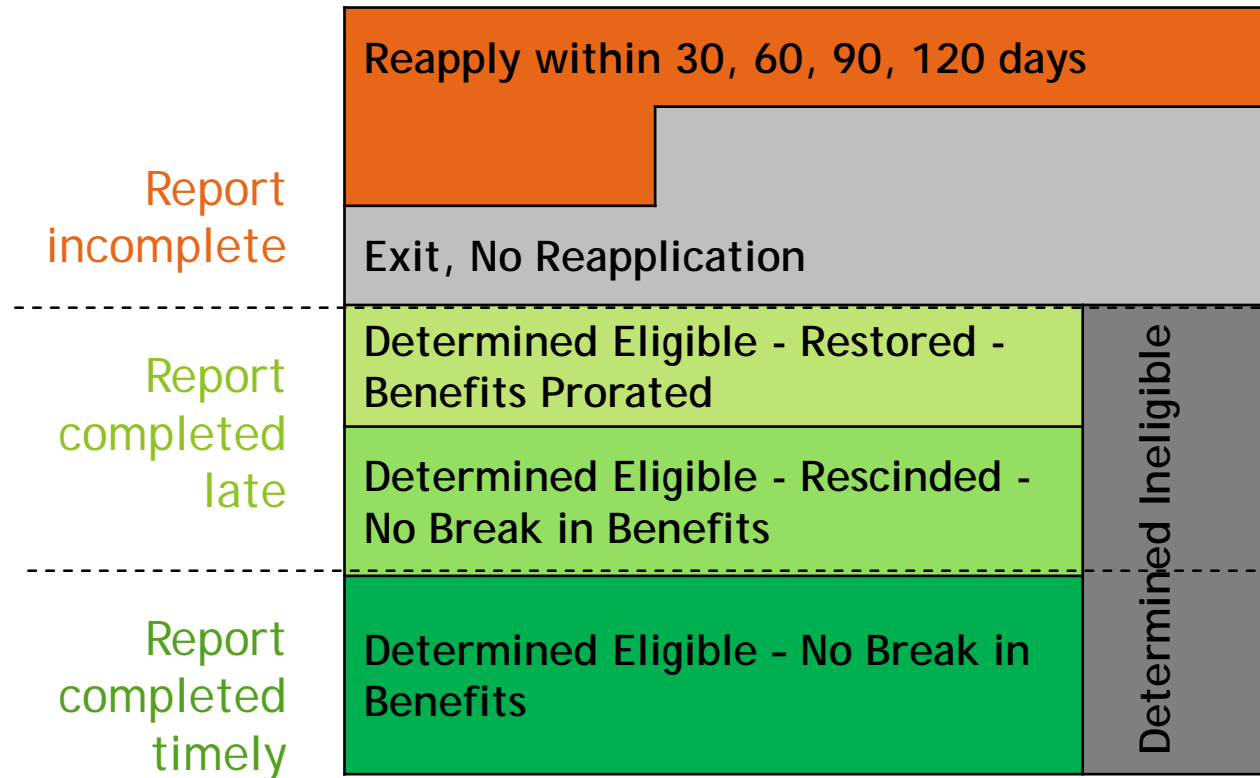 Reapply within 30, 60, 90, 120 days
Report
incomplete
Exit, No Reapplication
Report
completed
late
Determined Eligible - Restored -
Benefits Prorated
Determined Eligible - Rescinded -
No Break in Benefits
Report
completed
timely
Determined Eligible – No Break in
Benefits
Determined Ineligible